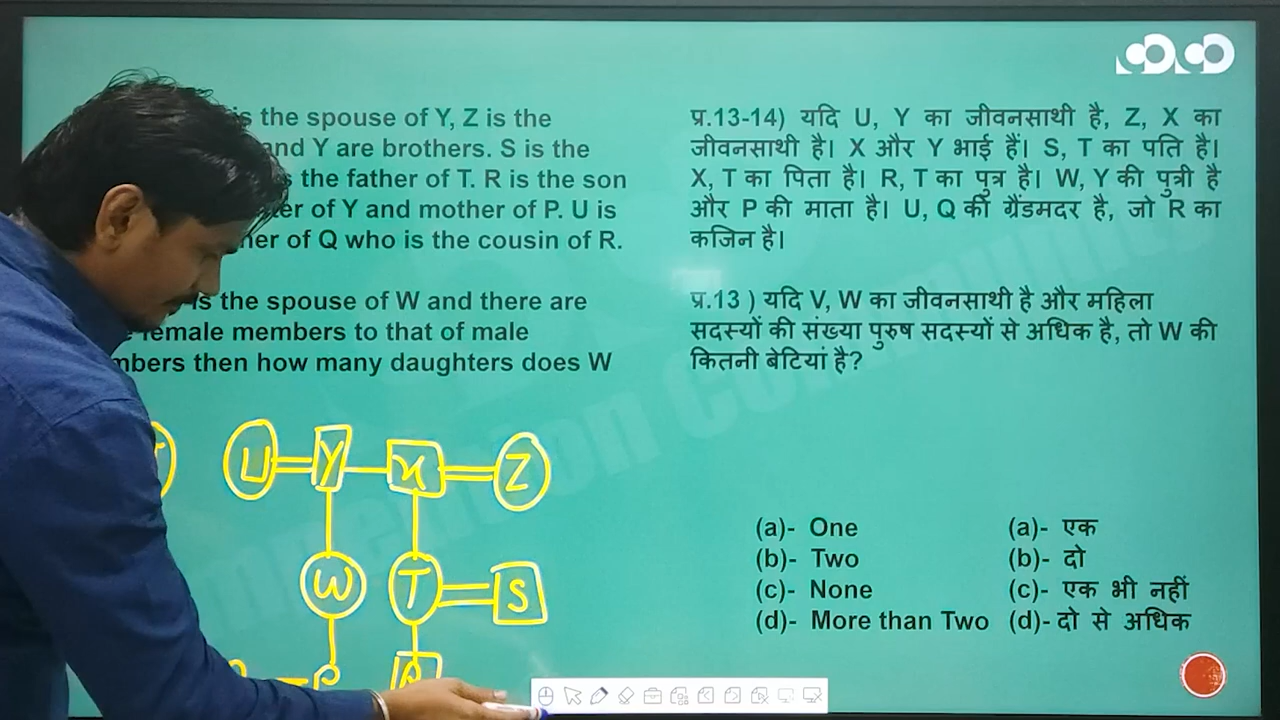 is the spouse of Y, Z is the
and Y are brothers. S is the
the father of T. R is the son
of Y and mother of P. U is
of Q who is the cousin of R.
is the spouse of W and there are
female members to that of male
then how many daughters does W
प्र.13-14) यदि U, Y का जीवनसाथी है, Z, X का
जीवनसाथी है। X और Y भाई हैं। S, T का पति है।
X, T का पिता है। R, T का पुत्र है। W, Y की पुत्री है
और P की माता है। U, Q की ग्रैंडमदर है, जो R का
कजिन है।
प्र.13 ) यदि V, W का जीवनसाथी है और महिला
सदस्यों की संख्या पुरुष सदस्यों से अधिक है, तो W की
कितनी बेटियां है?
(a)- One (a)- एक
(b)- Two (b)- दो
(c)- None (c)- एक भी नहीं
(d)- More than Two (d)- दो से अधिक
U Y X Z
W T S
P R